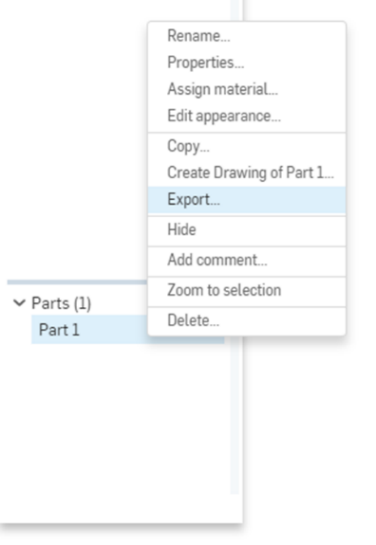 Rename...
Properties...
Assign material...
Edit appearance...
Copy...
Create Drawing of Part 1...
Export...
Hide
Add comment...
Zoom to selection
Delete...
Parts (1)
Part 1